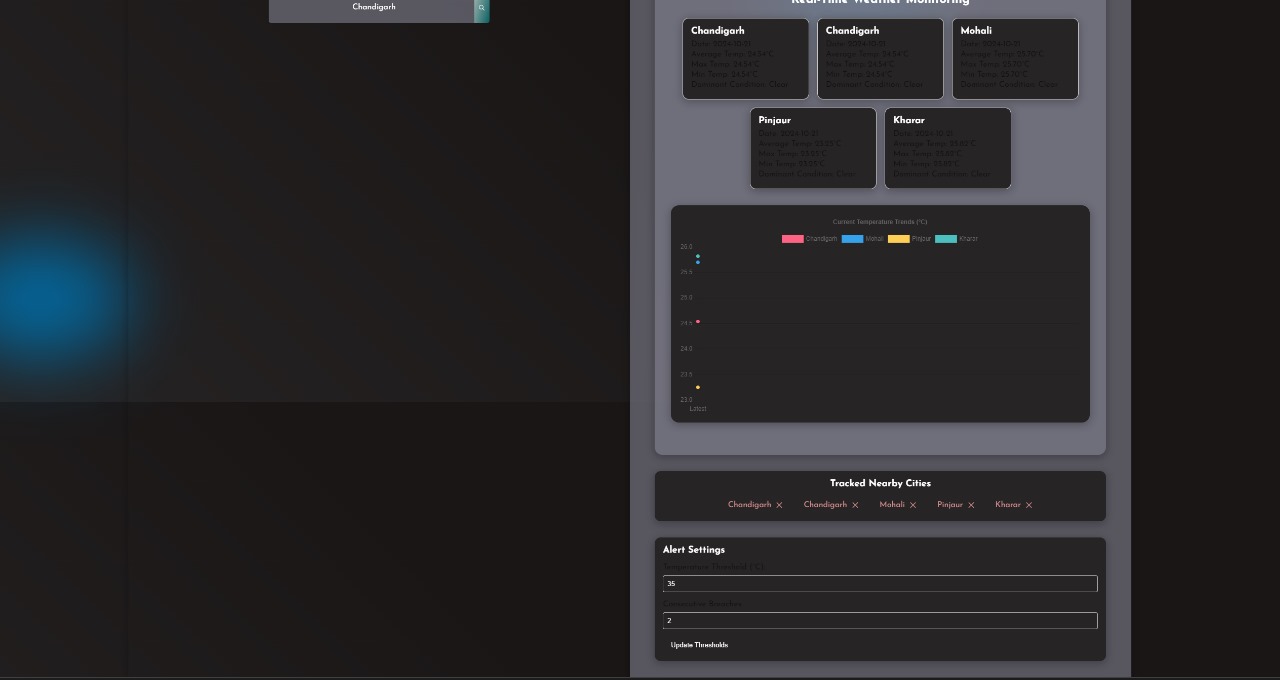 Chandigarh
Real-Time Weather Monitoring
Chandigarh
Date: 2024-10-21
Average Temp: 24.54°C
Max Temp: 24.54°C
Min Temp: 24.54°C
Dominant Condition: Clear
Chandigarh
Date: 2024-10-21
Average Temp: 24.54°C
Max Temp: 24.54°C
Min Temp: 24.54°C
Dominant Condition: Clear
Mohali
Date: 2024-10-21
Average Temp: 25.70°C
Max Temp: 25.70°C
Min Temp: 25.70°C
Dominant Condition: Clear
Pinjaur
Date: 2024-10-21
Average Temp: 23.25°C
Max Temp: 23.25°C
Min Temp: 23.25°C
Dominant Condition: Clear
Kharar
Date: 2024-10-21
Average Temp: 25.82°C
Max Temp: 25.82°C
Min Temp: 25.82°C
Dominant Condition: Clear
Current Temperature Trends (°C)
Chandigarh Mohali Pinjaur Kharar
26.0
25.5
25.0
24.5
24.0
23.5
23.0
Latest
Tracked Nearby Cities
Chandigarh Chandigarh Mohali Pinjaur Kharar
Alert Settings
Temperature Threshold (°C)
35
Consecutive Breaches
2
Update Thresholds